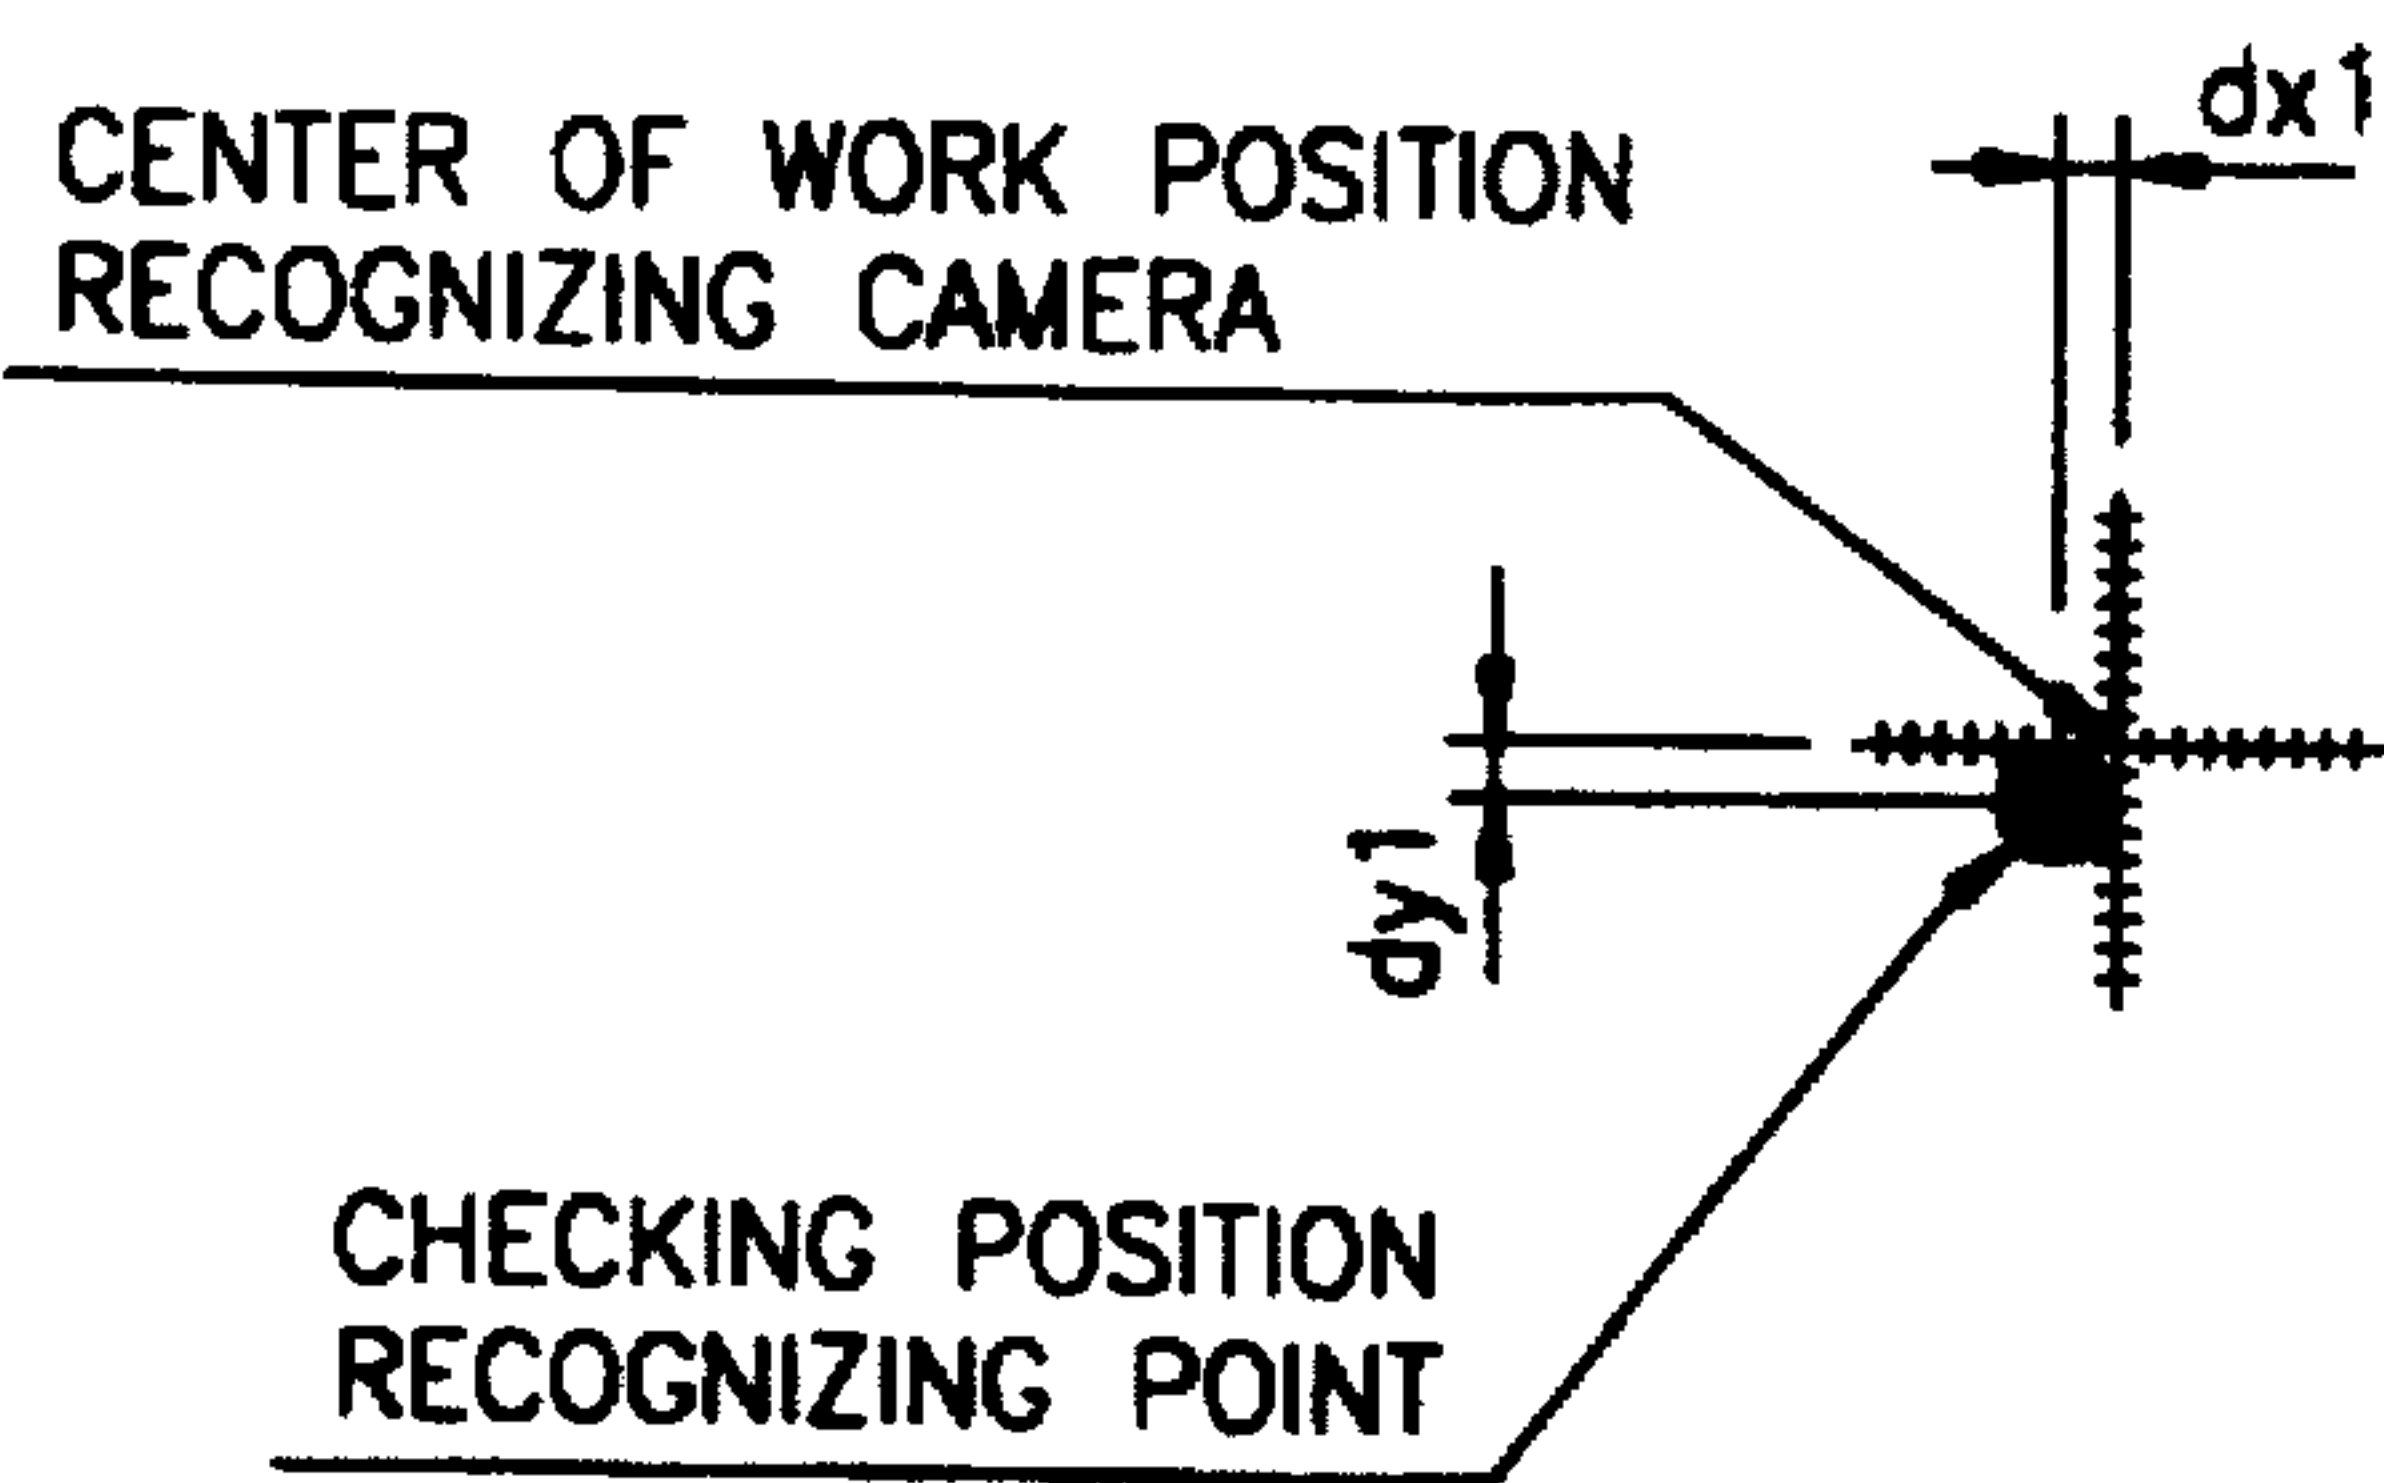 dx1
CENTER OF WORK POSITION
RECOGNIZING CAMERA
dy1
CHECKING POSITION
RECOGNIZING POINT